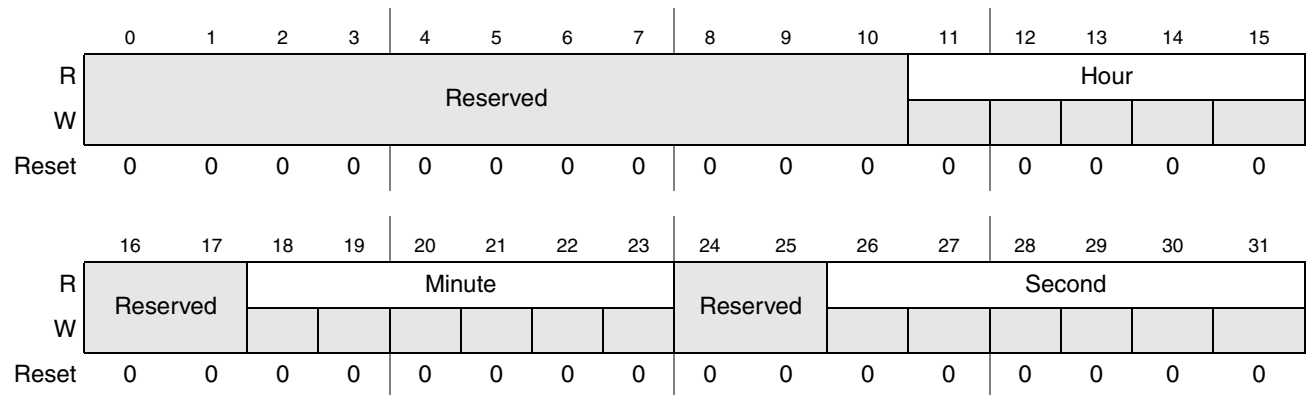 0 1 2 3 4 5 6 7 8 9 10 11 12 13 14 15
R Reserved Hour
W
Reset 0 0 0 0 0 0 0 0 0 0 0 0 0 0 0 0
16 17 18 19 20 21 22 23 24 25 26 27 28 29 30 31
R Reserved Minute Reserved Second
W
Reset 0 0 0 0 0 0 0 0 0 0 0 0 0 0 0 0